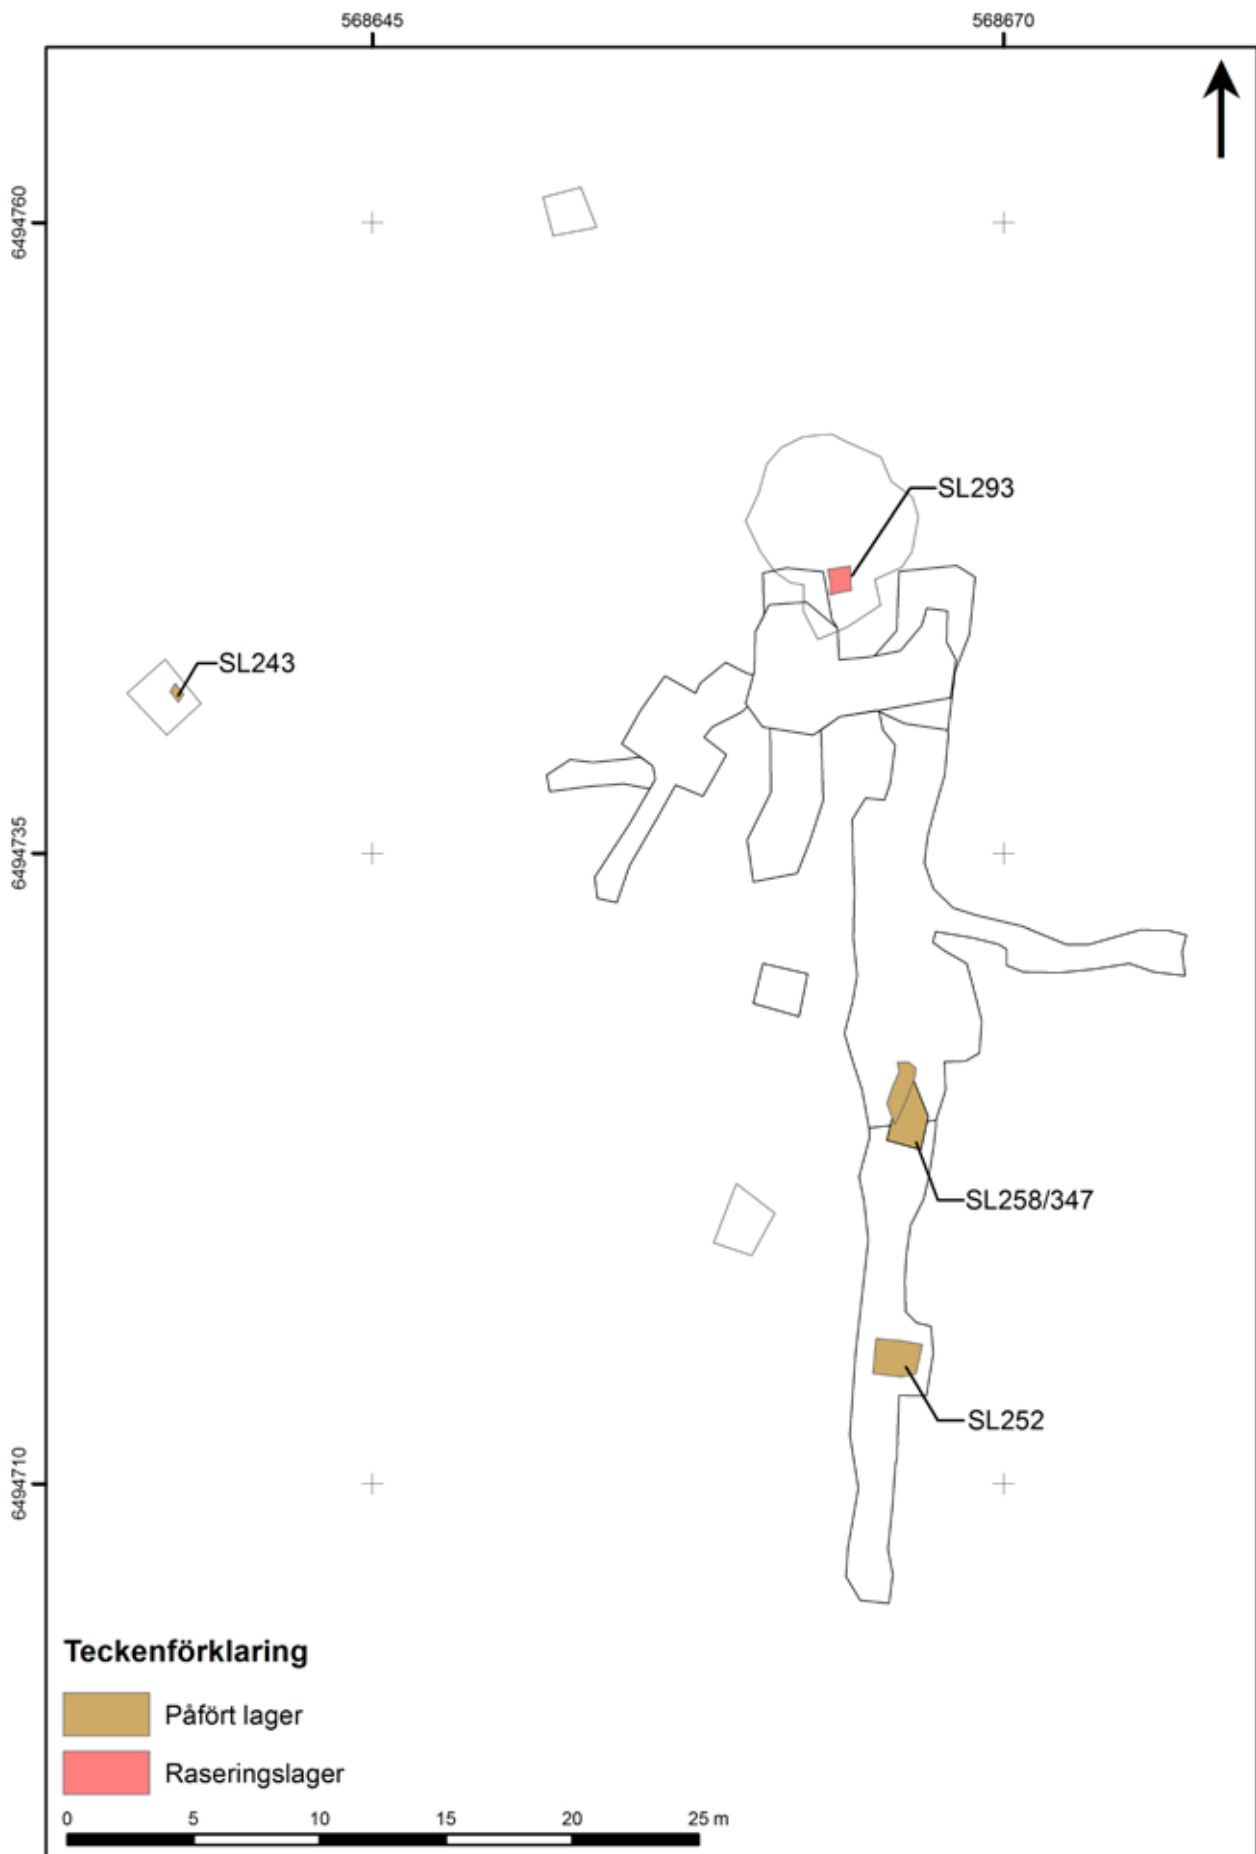 568645
568670
6494760
SL293
SL243
6494735
SL258/347
SL252
6494710
Teckenförklaring
Påfört lager
Raseringslager
0 5 10 15 20 25 m